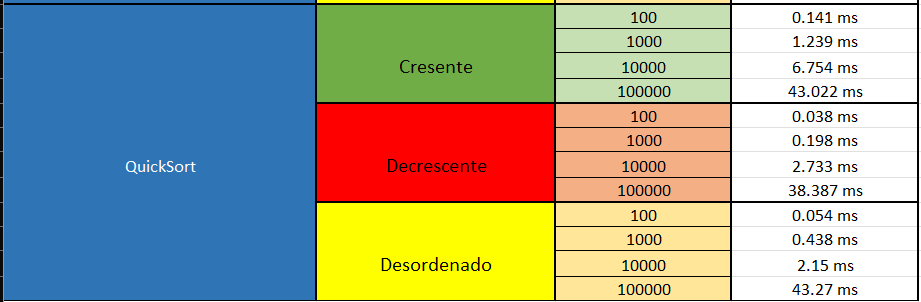 QuickSort
Cresente
100 0.141 ms
1000 1.239 ms
10000 6.754 ms
100000 43.022 ms
Decrescente
100 0.038 ms
1000 0.198 ms
10000 2.733 ms
100000 38.387 ms
Desordenado
100 0.054 ms
1000 0.438 ms
10000 2.15 ms
100000 43.27 ms